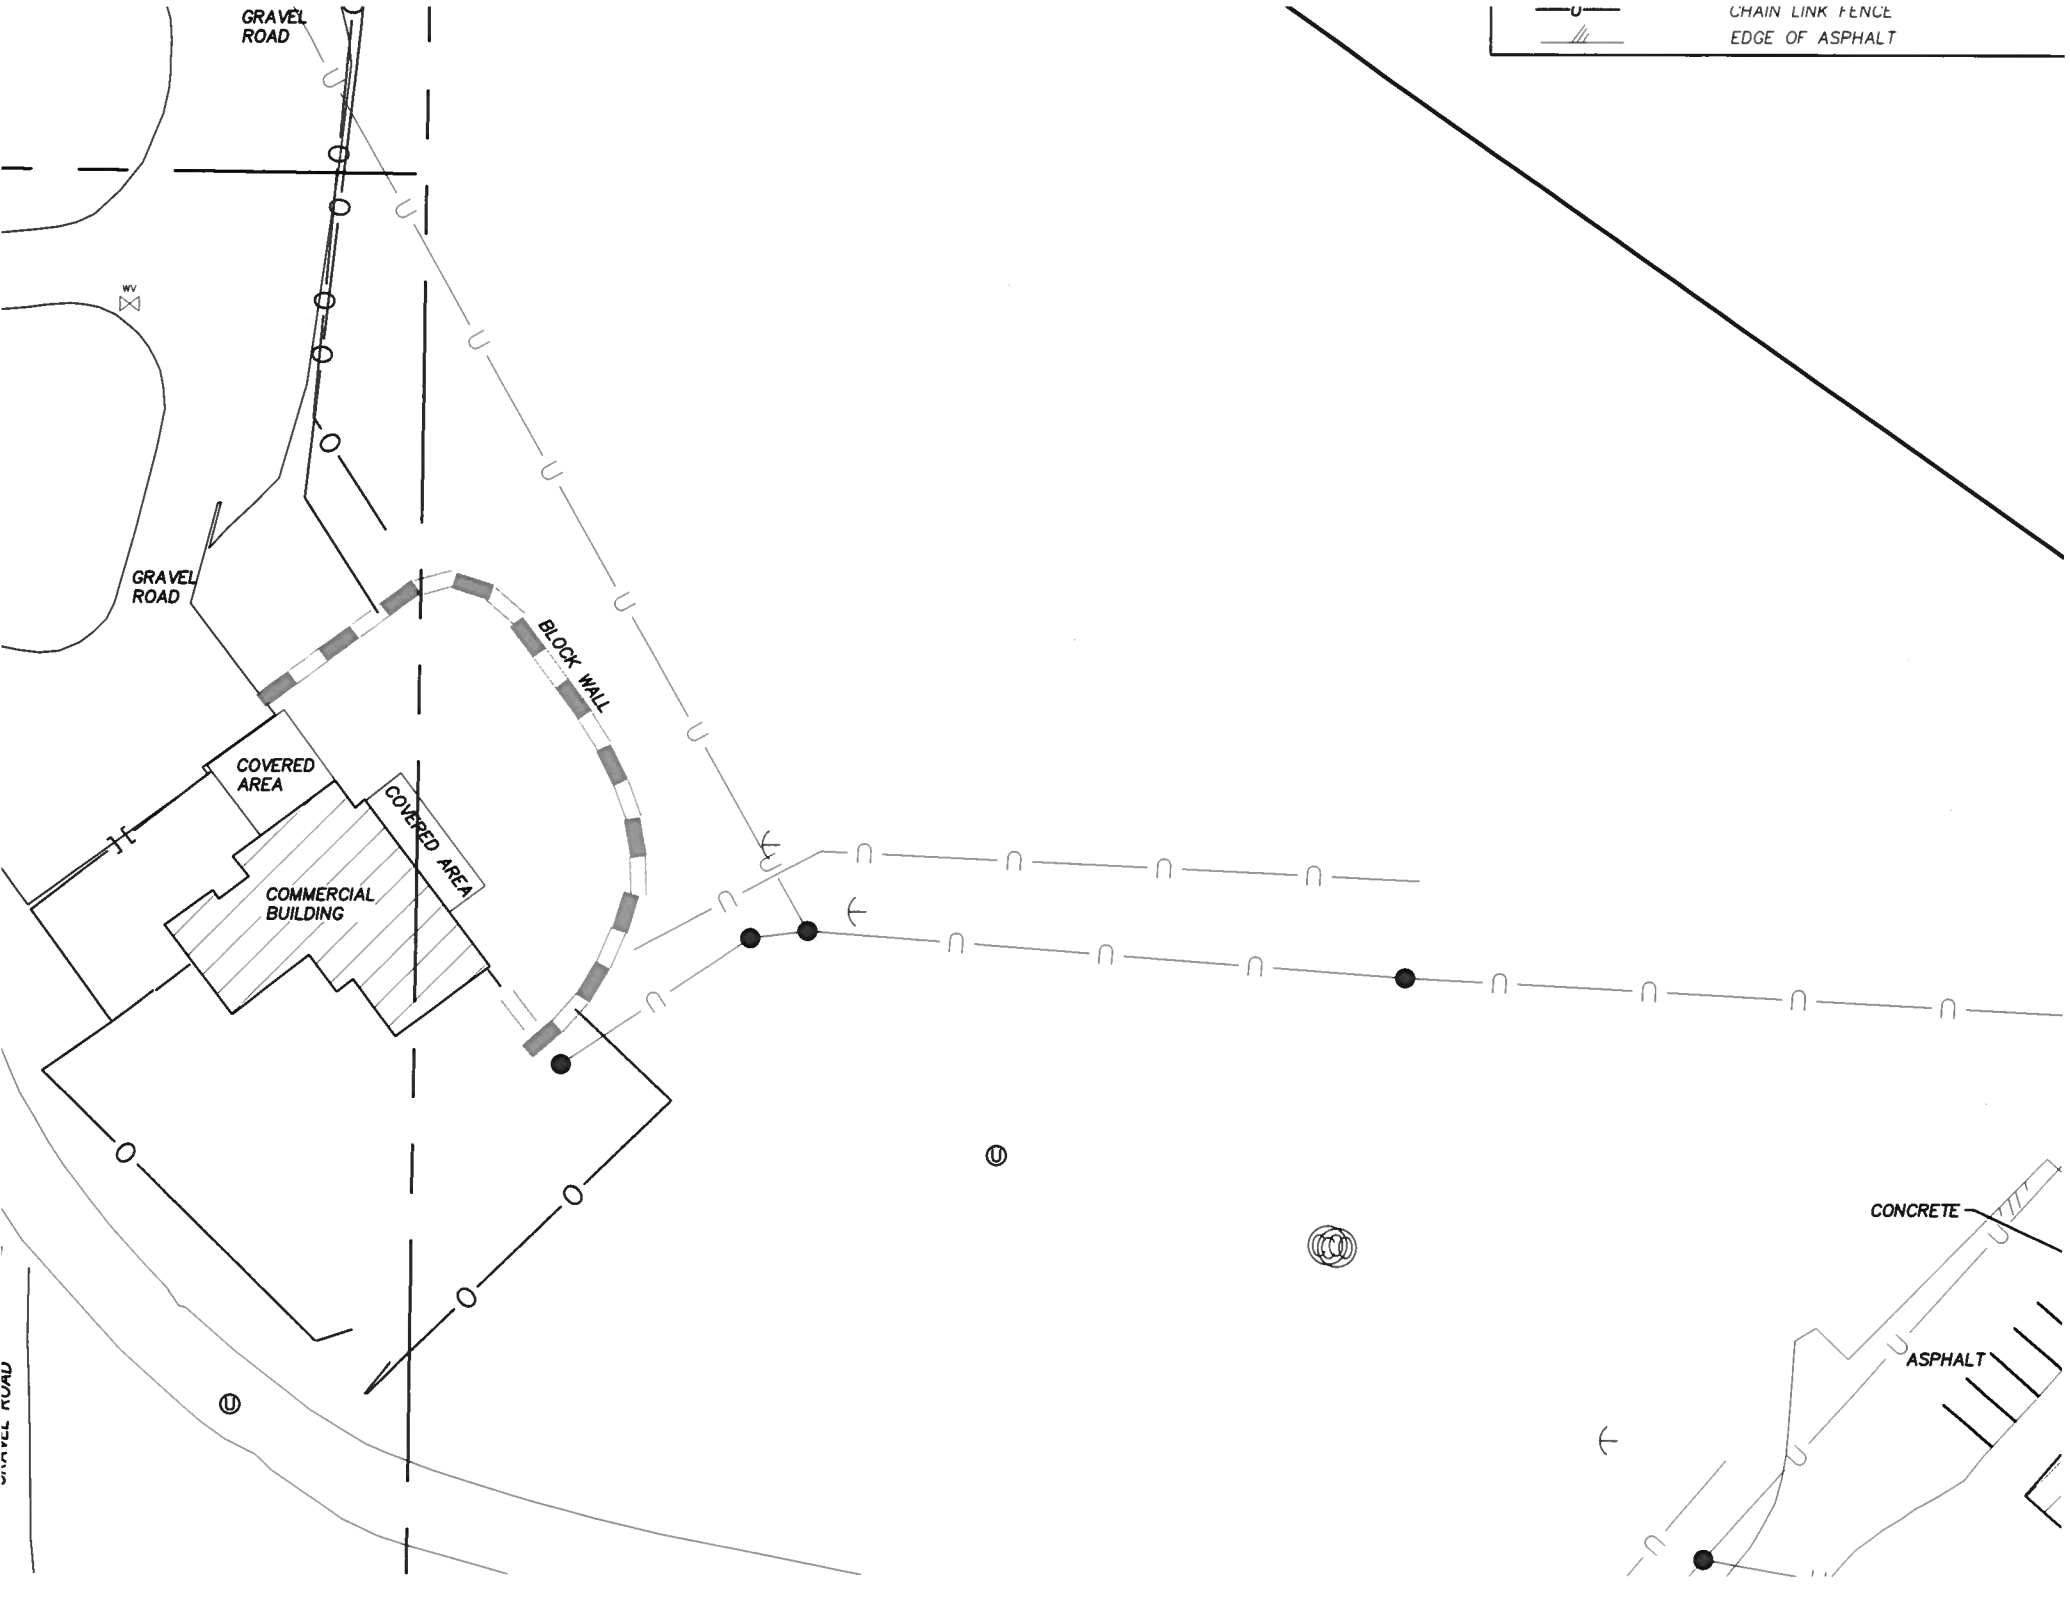 GRAVEL
ROAD
CHAIN LINK FENCE
EDGE OF ASPHALT
WV
GRAVEL
ROAD
BLOCK WALL
COVERED
AREA
COVERED AREA
COMMERCIAL
BUILDING
CONCRETE
ASPHALT
GRAVEL ROAD